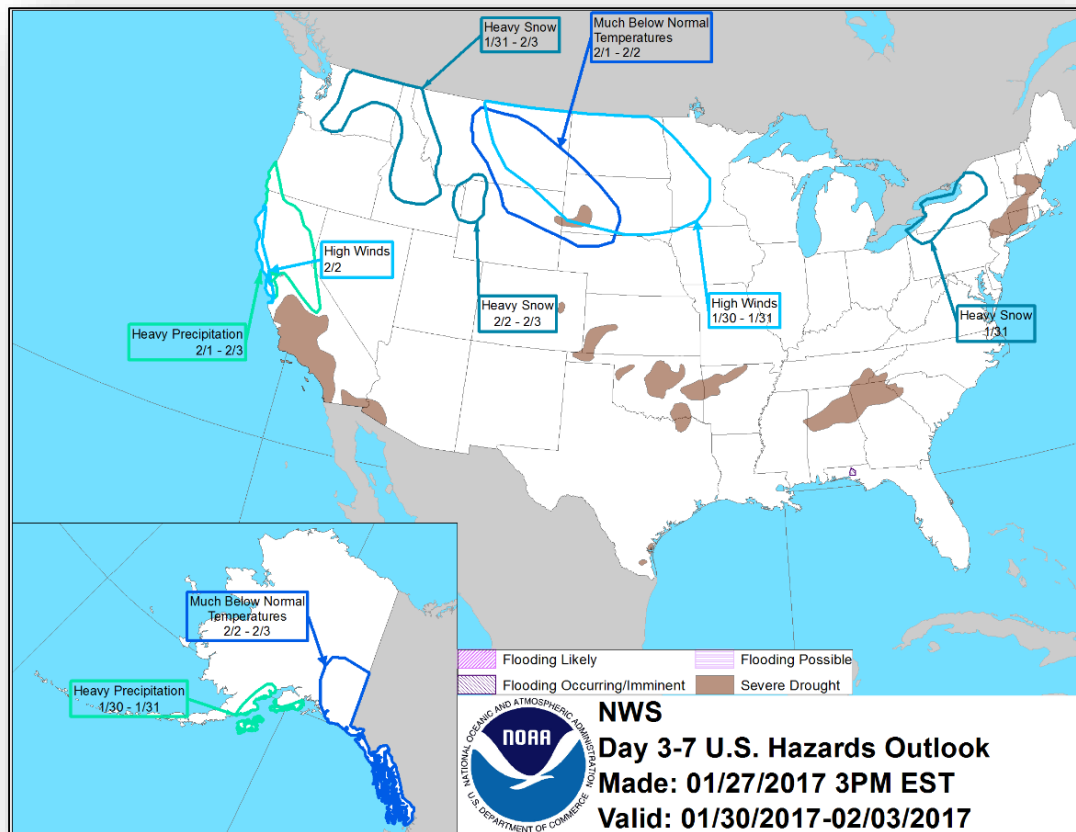 Heavy Snow
1/31 - 2/3
Much Below Normal
Temperatures
2/1 - 2/2
High Winds
2/2
Heavy Precipitation
2/1 - 2/3
Heavy Snow
2/2 - 2/3
High Winds
1/30 - 1/31
Heavy Snow
1/31
Much Below Normal
Temperatures
2/2 - 2/3
Heavy Precipitation
1/30 - 1/31
Flooding Likely
Flooding Possible
Flooding Occurring/Imminent
Severe Drought
NATIONAL OCEANIC AND ATMOSPHERIC ADMINISTRATION
NOAA
U.S. DEPARTMENT OF COMMERCE
NWS
Day 3-7 U.S. Hazards Outlook
Made: 01/27/2017 3PM EST
Valid: 01/30/2017-02/03/2017